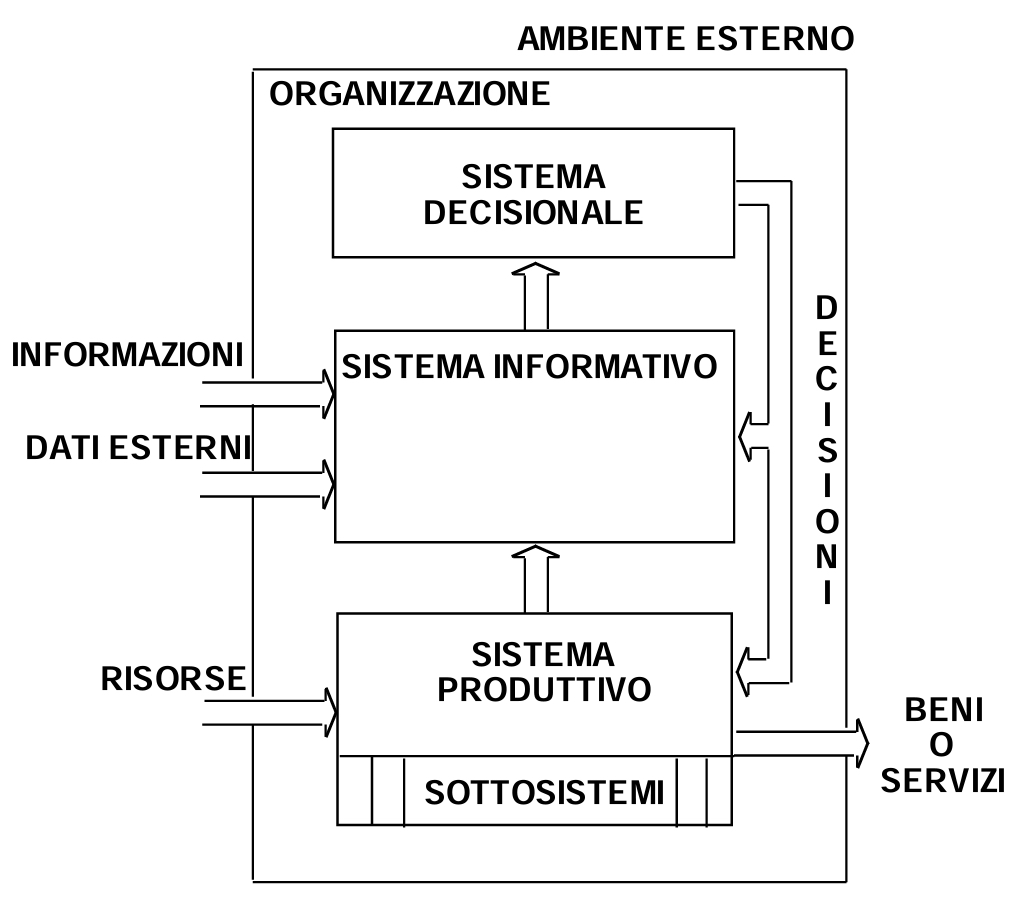 AMBIENTE ESTERNO
ORGANIZZAZIONE
SISTEMA
DECISIONALE
INFORMAZIONI
SISTEMA INFORMATIVO
DATI ESTERNI
DECISIONI
SISTEMA
PRODUTTIVO
RISORSE
BENI
O
SERVIZI
SOTTOSISTEMI